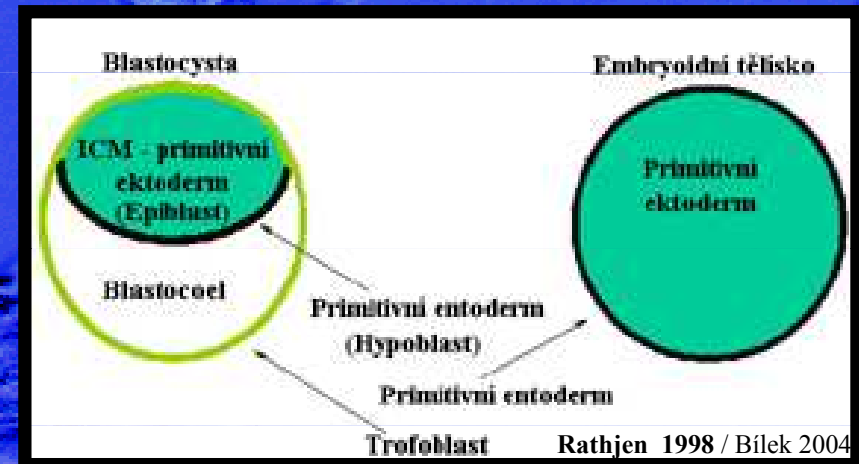 Blastocysta
ICM - primitivní
ektoderm
(Epiblast)
Blastocoel
Primitivní entoderm
(Hypoblast)
Trofoblast
Embryoidní tělísko
Primitivní
ektoderm
Primitivní entoderm
Rathjen 1998 / Bílek 2004